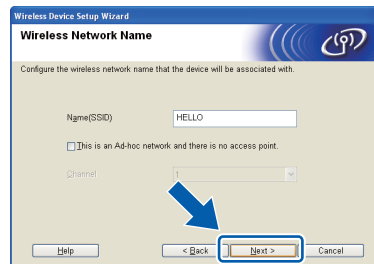 Wireless Device Setup Wizard
Wireless Network Name
Configure the wireless network name that the device will be associated with.
Name(SSID) HELLO
This is an Ad-hoc network and there is no access point.
Channel 1
Help < Back Next > Cancel